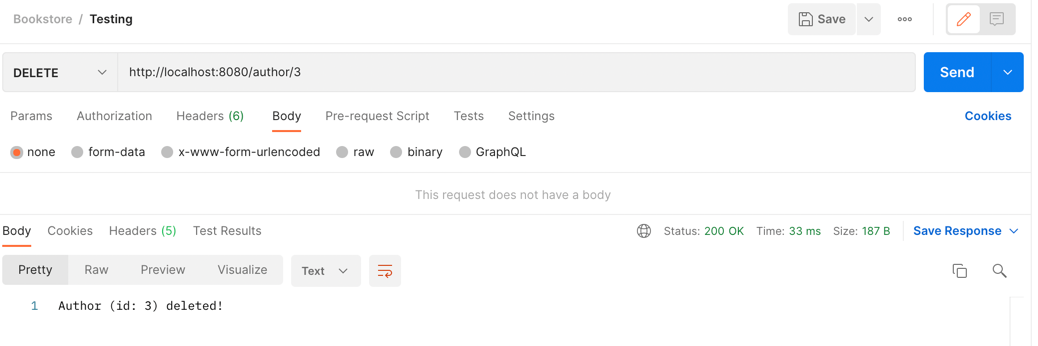 Bookstore / Testing
Save
DELETE
http://localhost:8080/author/3
Send
Params Authorization Headers (6) Body Pre-request Script Tests Settings Cookies
none form-data x-www-form-urlencoded raw binary GraphQL
This request does not have a body
Body Cookies Headers (5) Test Results Status: 200 OK Time: 33 ms Size: 187 B Save Response
Pretty Raw Preview Visualize Text
1 Author (id: 3) deleted!